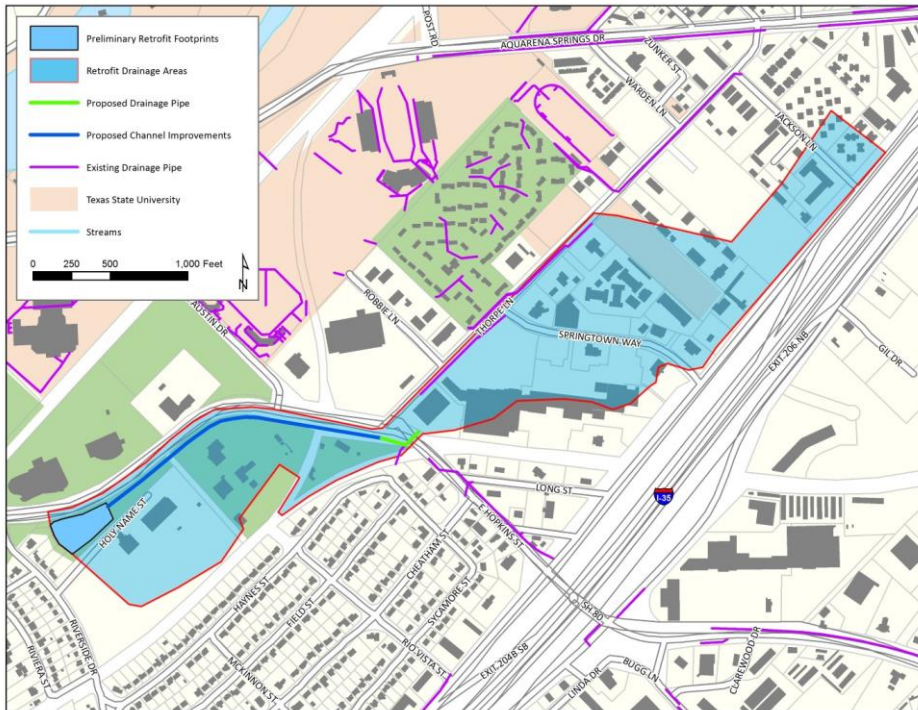 Preliminary Retrofit Footprints
Retrofit Drainage Areas
Proposed Drainage Pipe
Proposed Channel Improvements
Existing Drainage Pipe
Texas State University
Streams
0 250 500 1,000 Feet
N
POST RD
AQUARENA SPRINGS DR
ZUNKER ST
WARDEN LN
JACKSON LN
ROBBIE LN
AUSTIN DR
THORPE LN
SPRINGTOWN WAY
EXIT 206 NB
GIL DR
I-35
LONG ST
E HOPKINS ST
HOLY NAME ST
CHEATHAM ST
SYCAMORE ST
HAYNES ST
FIELD ST
RIO VISTA ST
MCKINNON ST
RIVERSIDE DR
RIVIERA ST
SH 80
EXIT 204B SB
LINDA DR
BUGG LN
CLAREWOOD DR